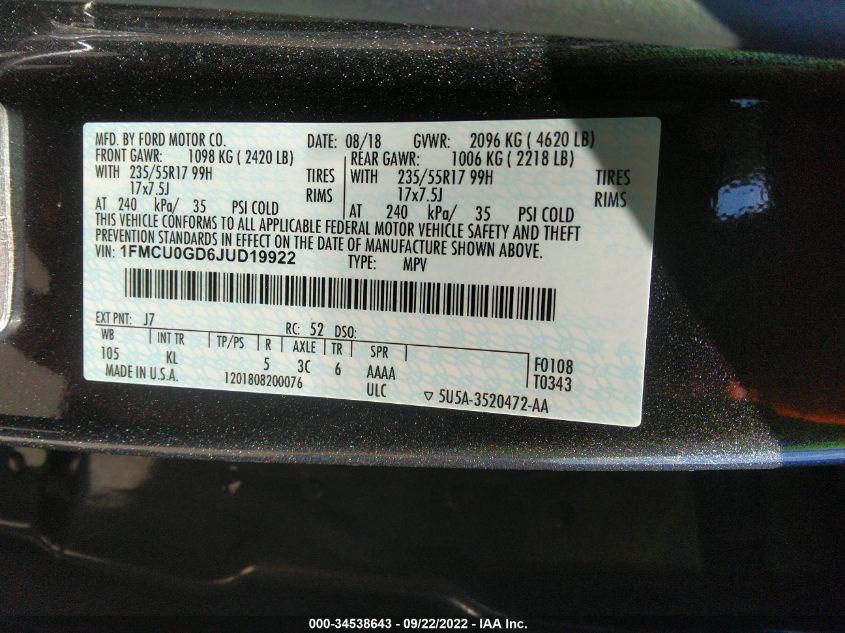 MFD. BY FORD MOTOR CO. DATE: 08/18 GVWR: 2096 KG ( 4620 LB)
FRONT GAWR: 1098 KG ( 2420 LB) REAR GAWR: 1006 KG ( 2218 LB)
WITH 235/55R17 99H TIRES WITH 235/55R17 99H TIRES
17x7.5J RIMS 17x7.5J RIMS
AT 240 kPa/ 35 PSI COLD AT 240 kPa/ 35 PSI COLD
THIS VEHICLE CONFORMS TO ALL APPLICABLE FEDERAL MOTOR VEHICLE SAFETY AND THEFT
PREVENTION STANDARDS IN EFFECT ON THE DATE OF MANUFACTURE SHOWN ABOVE.
VIN: 1FMCU0GD6JUD19922 TYPE: MPV
EXT PNT: J7 RC: 52 DSO:
WB INT TR TP/PS R AXLE TR SPR F0108
105 KL 5 3C 6 AAAA T0343
MADE IN U.S.A. 1201808200076 ULC ▽ 5U5A-3520472-AA
000-34538643 - 09/22/2022 - IAA Inc.